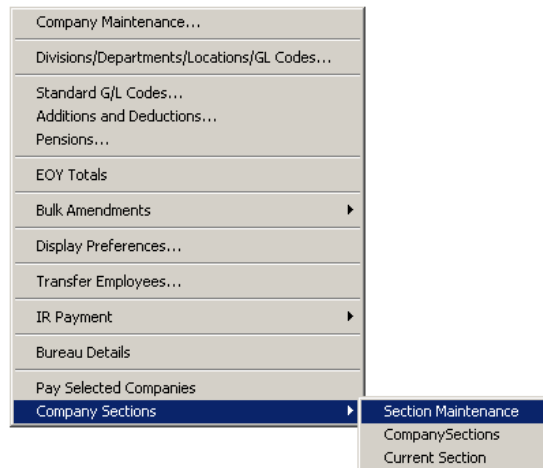 Company Maintenance...
Divisions/Departments/Locations/GL Codes...
Standard G/L Codes...
Additions and Deductions...
Pensions...
EOY Totals
Bulk Amendments
Display Preferences...
Transfer Employees...
IR Payment
Bureau Details
Pay Selected Companies
Company Sections
Section Maintenance
CompanySections
Current Section